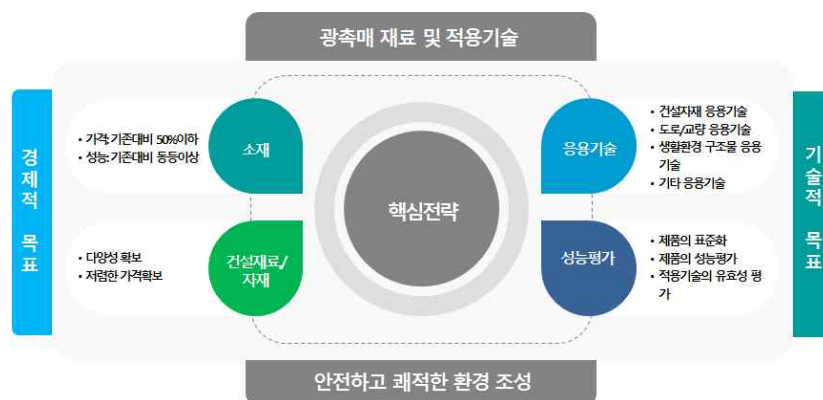 광촉매 재료 및 적용기술
경제적 목표
• 가격: 기존대비 50%이하
• 성능: 기존대비 동등이상
소재
• 다양성 확보
• 저렴한 가격확보
건설재료/
자재
핵심전략
응용기술
• 건설자재 응용기술
• 도로/교량 응용기술
• 생활환경 구조물 응용
기술
• 기타 응용기술
성능평가
• 제품의 표준화
• 제품의 성능평가
• 적용기술의 유효성 평
가
기술적 목표
안전하고 쾌적한 환경 조성